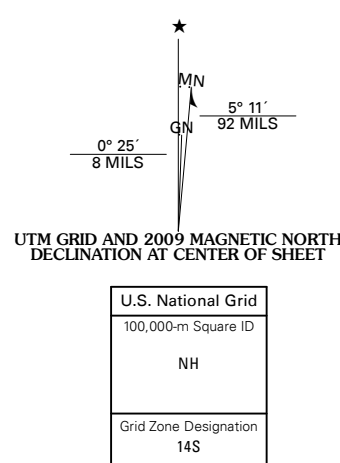 ★
MN
GN
5° 11´
92 MILS
0° 25´
8 MILS
UTM GRID AND 2009 MAGNETIC NORTH
DECLINATION AT CENTER OF SHEET
U.S. National Grid
100,000-m Square ID
NH
Grid Zone Designation
14S